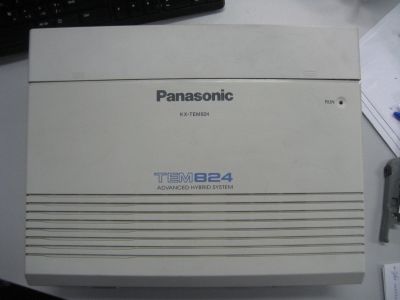 Panasonic
KX-TEM824
RUN
TEM824
ADVANCED HYBRID SYSTEM